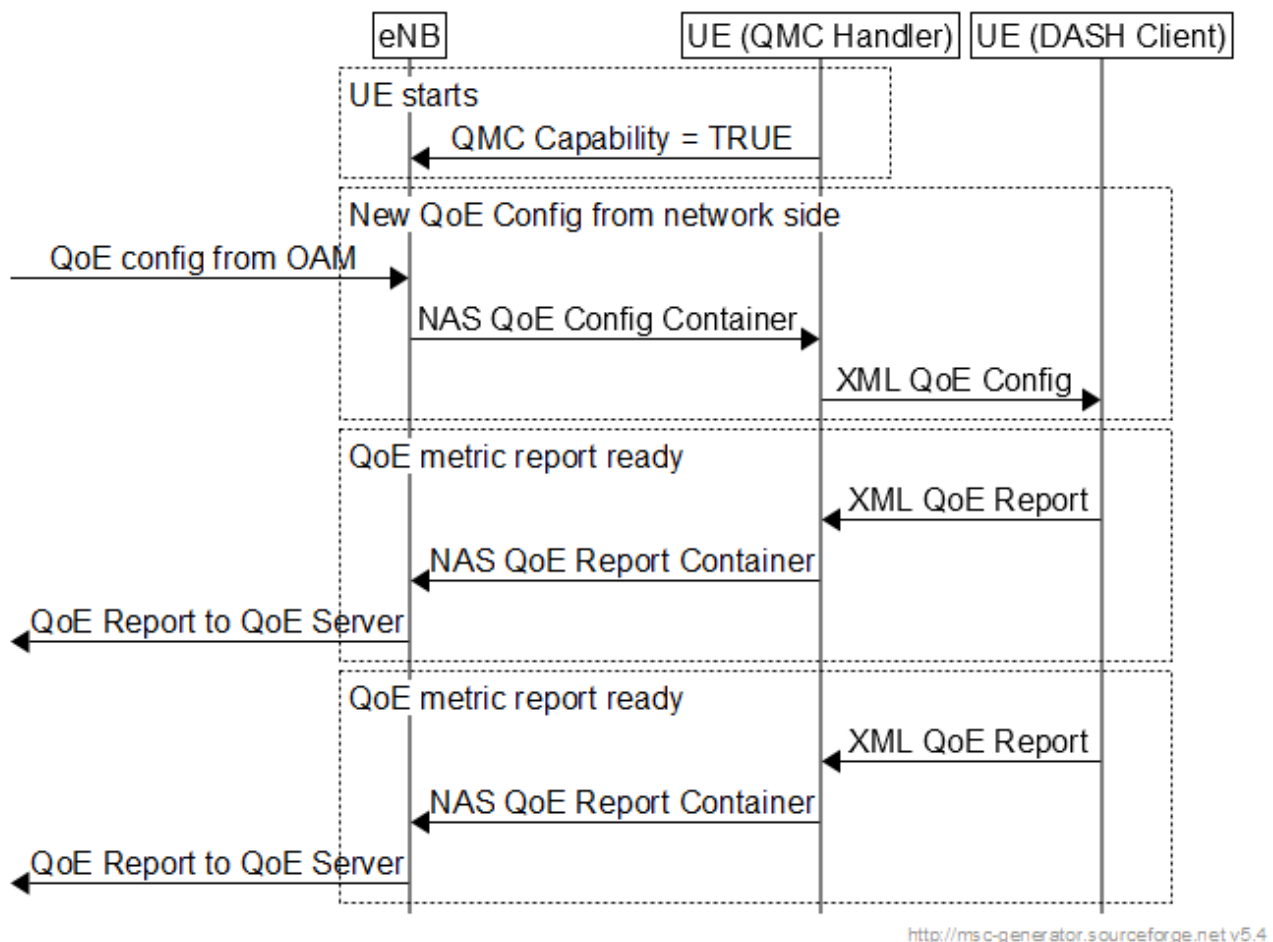 eNB
UE (QMC Handler)
UE (DASH Client)
UE starts
QMC Capability = TRUE
New QoE Config from network side
QoE config from OAM
NAS QoE Config Container
XML QoE Config
QoE metric report ready
XML QoE Report
NAS QoE Report Container
QoE Report to QoE Server
QoE metric report ready
XML QoE Report
NAS QoE Report Container
QoE Report to QoE Server
http://msc-generator.sourceforge.net v5.4